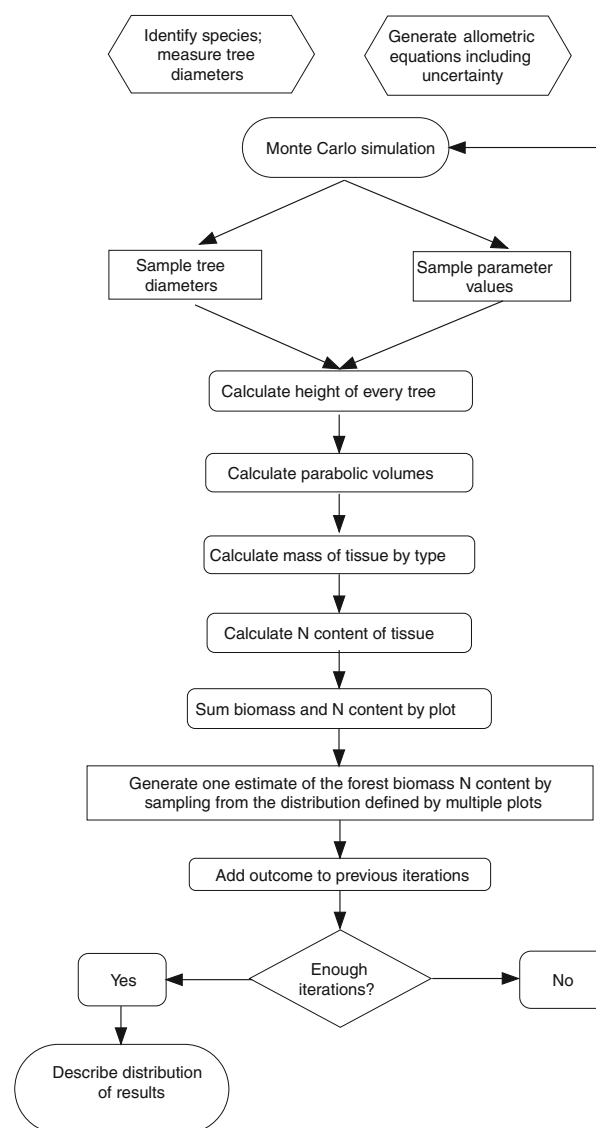 Identify species;
measure tree
diameters
Generate allometric
equations including
uncertainty
Monte Carlo simulation
Sample tree
diameters
Sample parameter
values
Calculate height of every tree
Calculate parabolic volumes
Calculate mass of tissue by type
Calculate N content of tissue
Sum biomass and N content by plot
Generate one estimate of the forest biomass N content by
sampling from the distribution defined by multiple plots
Add outcome to previous iterations
Enough
iterations?
Yes
No
Describe distribution
of results